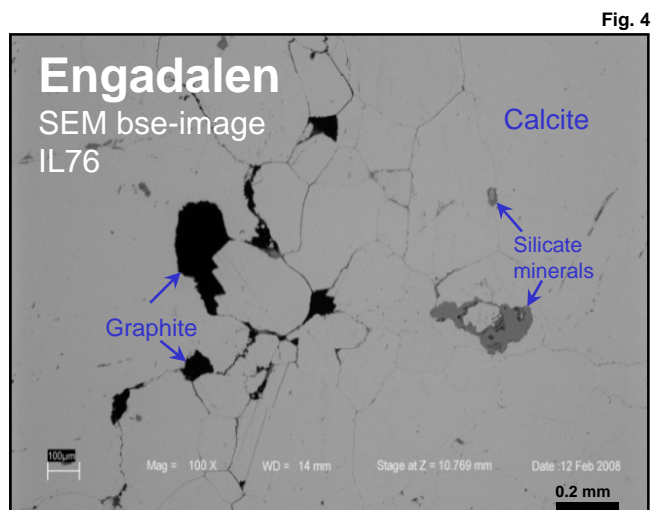 Fig. 4
Engadalen
SEM bse-image
IL76
Calcite
Silicate
minerals
Graphite
100µm
Mag = 100 X WD = 14 mm Stage at Z = 10.769 mm Date :12 Feb 2008
0.2 mm